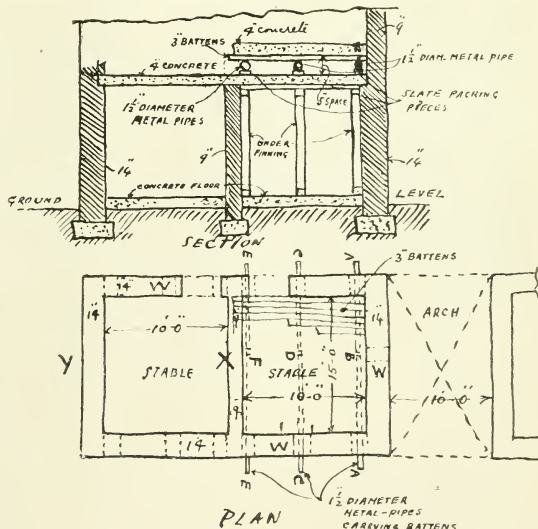 4" CONCRETE
3" BATTENS
9"
4" CONCRETE
1½" DIAM. METAL PIPE
1½" DIAMETER
METAL PIPES
5" SPACE
SLATE PACKING
PIECES
UNDER-
PINNING
14"
9"
14"
CONCRETE FLOOR
GROUND
LEVEL
SECTION
E
C
A
3" BATTENS
14"
W
14"
14"
ARCH
10'-0"
Y
STABLE
X
F
D
STABLE
B
15'-0"
W
10'-0"
10'-0"
9"
14"
W
E
C
A
1½" DIAMETER
METAL-PIPES
CARRYING BATTENS
PLAN